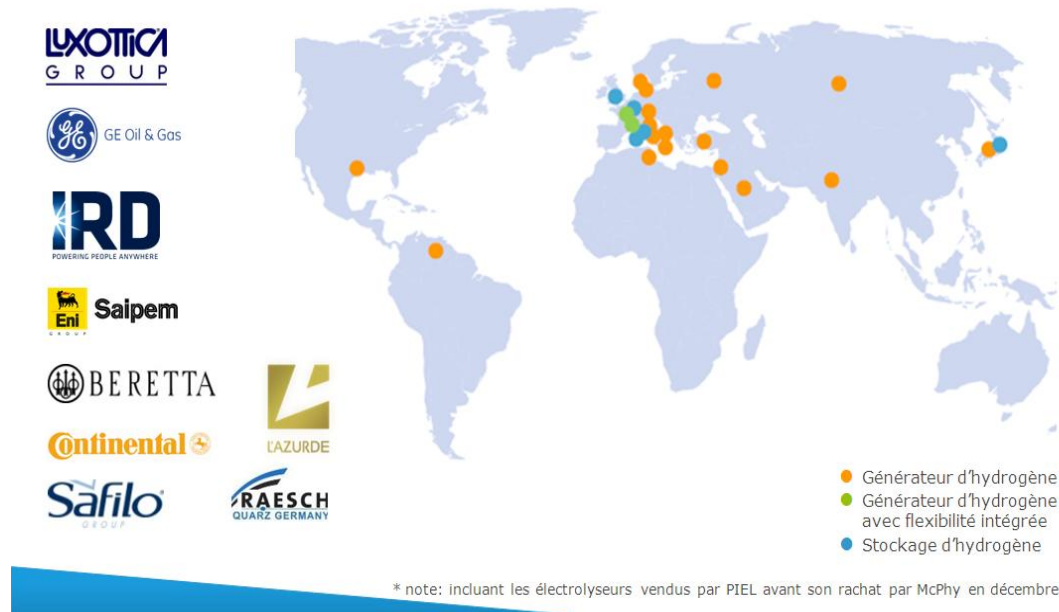 LUXOTTICA
GROUP
GE Oil & Gas
IRD
POWERING PEOPLE ANYWHERE
Eni
GROUP
Saipem
BERETTA
L'AZURDE
Continental
Safilo
GROUP
RAESCH
QUARZ GERMANY
Générateur d'hydrogène
Générateur d'hydrogène
avec flexibilité intégrée
Stockage d'hydrogène
* note: incluant les électrolyseurs vendus par PIEL avant son rachat par McPhy en décembre